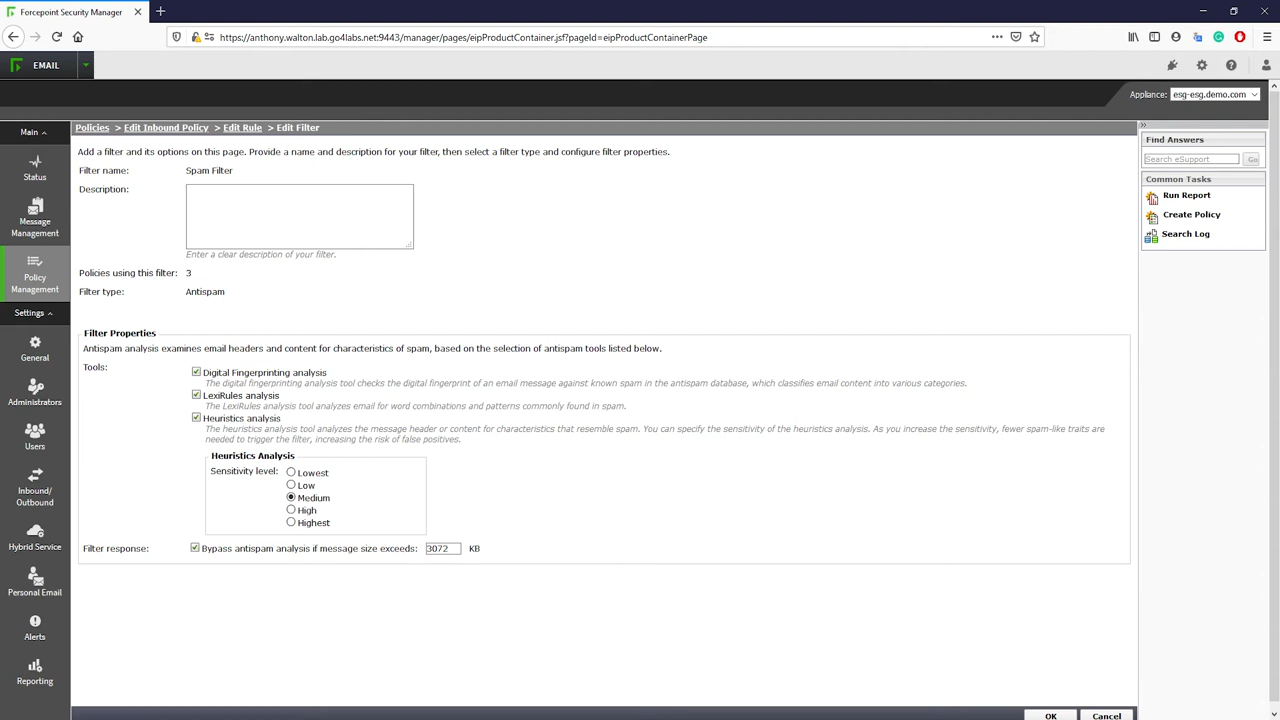 Forcepoint Security Manager
https://anthony.walton.lab.go4labs.net:9443/manager/pages/eipProductContainer.jsf?pageId=eipProductContainerPage
EMAIL
Appliance: esg-esg.demo.com
Main
Status
Message
Management
Policy
Management
Settings
General
Administrators
Users
Inbound/
Outbound
Hybrid Service
Personal Email
Alerts
Reporting
Policies > Edit Inbound Policy > Edit Rule > Edit Filter
Add a filter and its options on this page. Provide a name and description for your filter, then select a filter type and configure filter properties.
Filter name: Spam Filter
Description:
Enter a clear description of your filter.
Policies using this filter: 3
Filter type: Antispam
Filter Properties
Antispam analysis examines email headers and content for characteristics of spam, based on the selection of antispam tools listed below.
Tools:
Digital Fingerprinting analysis
The digital fingerprinting analysis tool checks the digital fingerprint of an email message against known spam in the antispam database, which classifies email content into various categories.
LexiRules analysis
The LexiRules analysis tool analyzes email for word combinations and patterns commonly found in spam.
Heuristics analysis
The heuristics analysis tool analyzes the message header or content for characteristics that resemble spam. You can specify the sensitivity of the heuristics analysis. As you increase the sensitivity, fewer spam-like traits are
needed to trigger the filter, increasing the risk of false positives.
Heuristics Analysis
Sensitivity level: Lowest
Low
Medium
High
Highest
Filter response: Bypass antispam analysis if message size exceeds: 3072 KB
OK Cancel
Find Answers
Search eSupport Go
Common Tasks
Run Report
Create Policy
Search Log